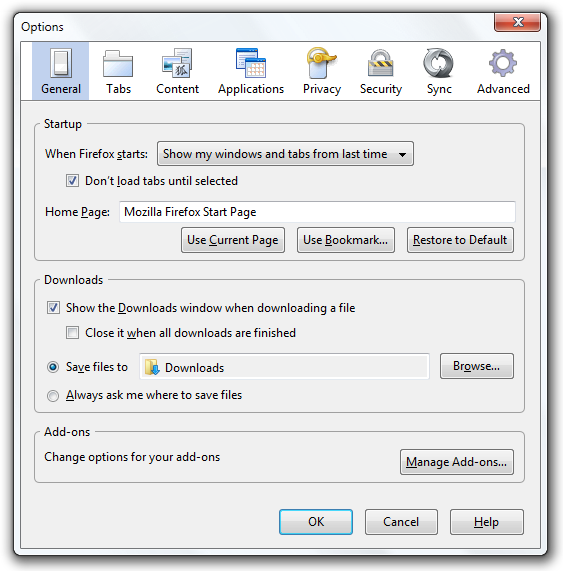 Options
General Tabs Content Applications Privacy Security Sync Advanced
Startup
When Firefox starts: Show my windows and tabs from last time
Don't load tabs until selected
Home Page: Mozilla Firefox Start Page
Use Current Page Use Bookmark... Restore to Default
Downloads
Show the Downloads window when downloading a file
Close it when all downloads are finished
Save files to Downloads Browse...
Always ask me where to save files
Add-ons
Change options for your add-ons
Manage Add-ons...
OK Cancel Help